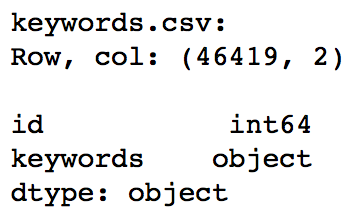 keywords.csv:
Row, col: (46419, 2)
id int64
keywords object
dtype: object